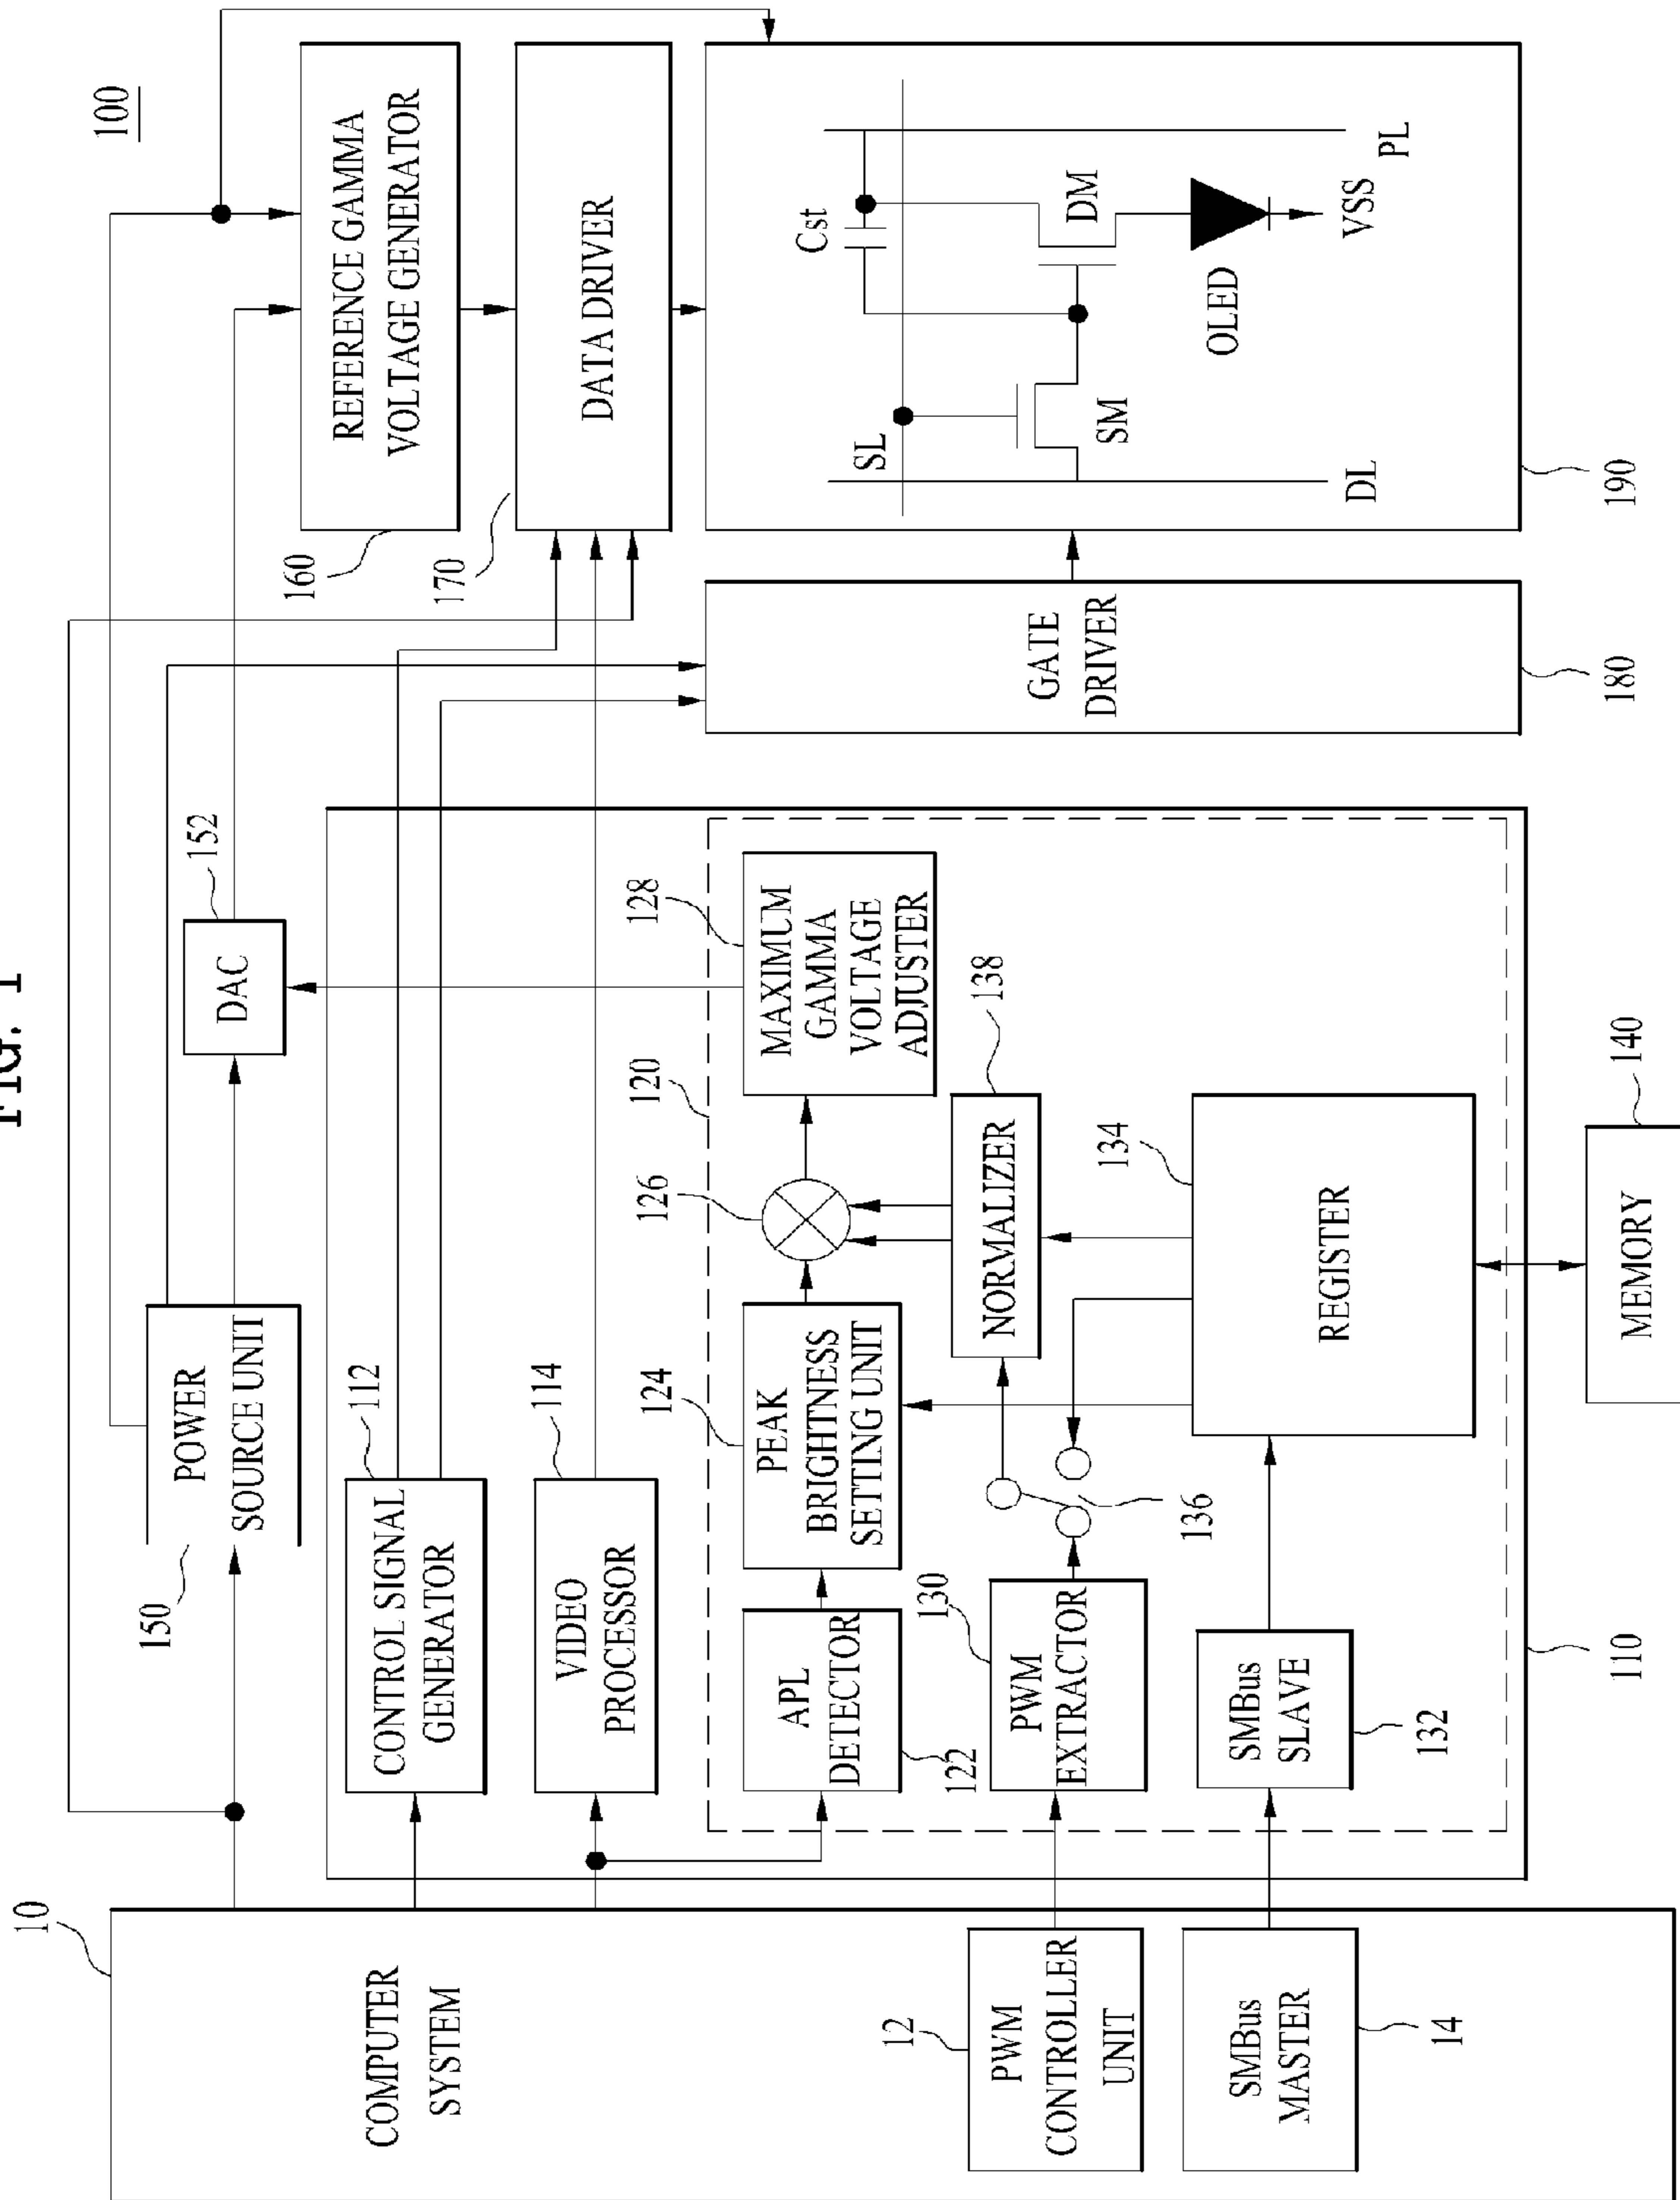 FIG. 1
100
10
COMPUTER
SYSTEM
12
PWM
CONTROLLER
UNIT
SMBus
MASTER
14
150
POWER
SOURCE UNIT
DAC
152
CONTROL SIGNAL
GENERATOR
112
VIDEO
PROCESSOR
114
120
APL
DETECTOR
122
PEAK
BRIGHTNESS
SETTING UNIT
124
126
MAXIMUM
GAMMA
VOLTAGE
ADJUSTER
128
PWM
EXTRACTOR
130
136
NORMALIZER
138
SMBus
SLAVE
132
REGISTER
134
110
MEMORY
140
REFERENCE GAMMA
VOLTAGE GENERATOR
160
DATA DRIVER
170
GATE
DRIVER
180
SL
Cst
SM
DM
DL
OLED
VSS
PL
190